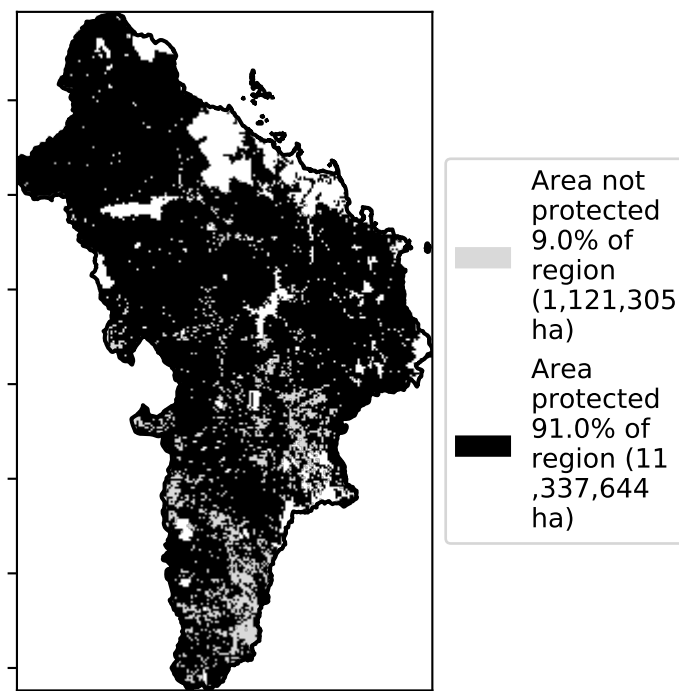 Area not
protected
9.0% of
region
(1,121,305
ha)
Area
protected
91.0% of
region (11
,337,644
ha)